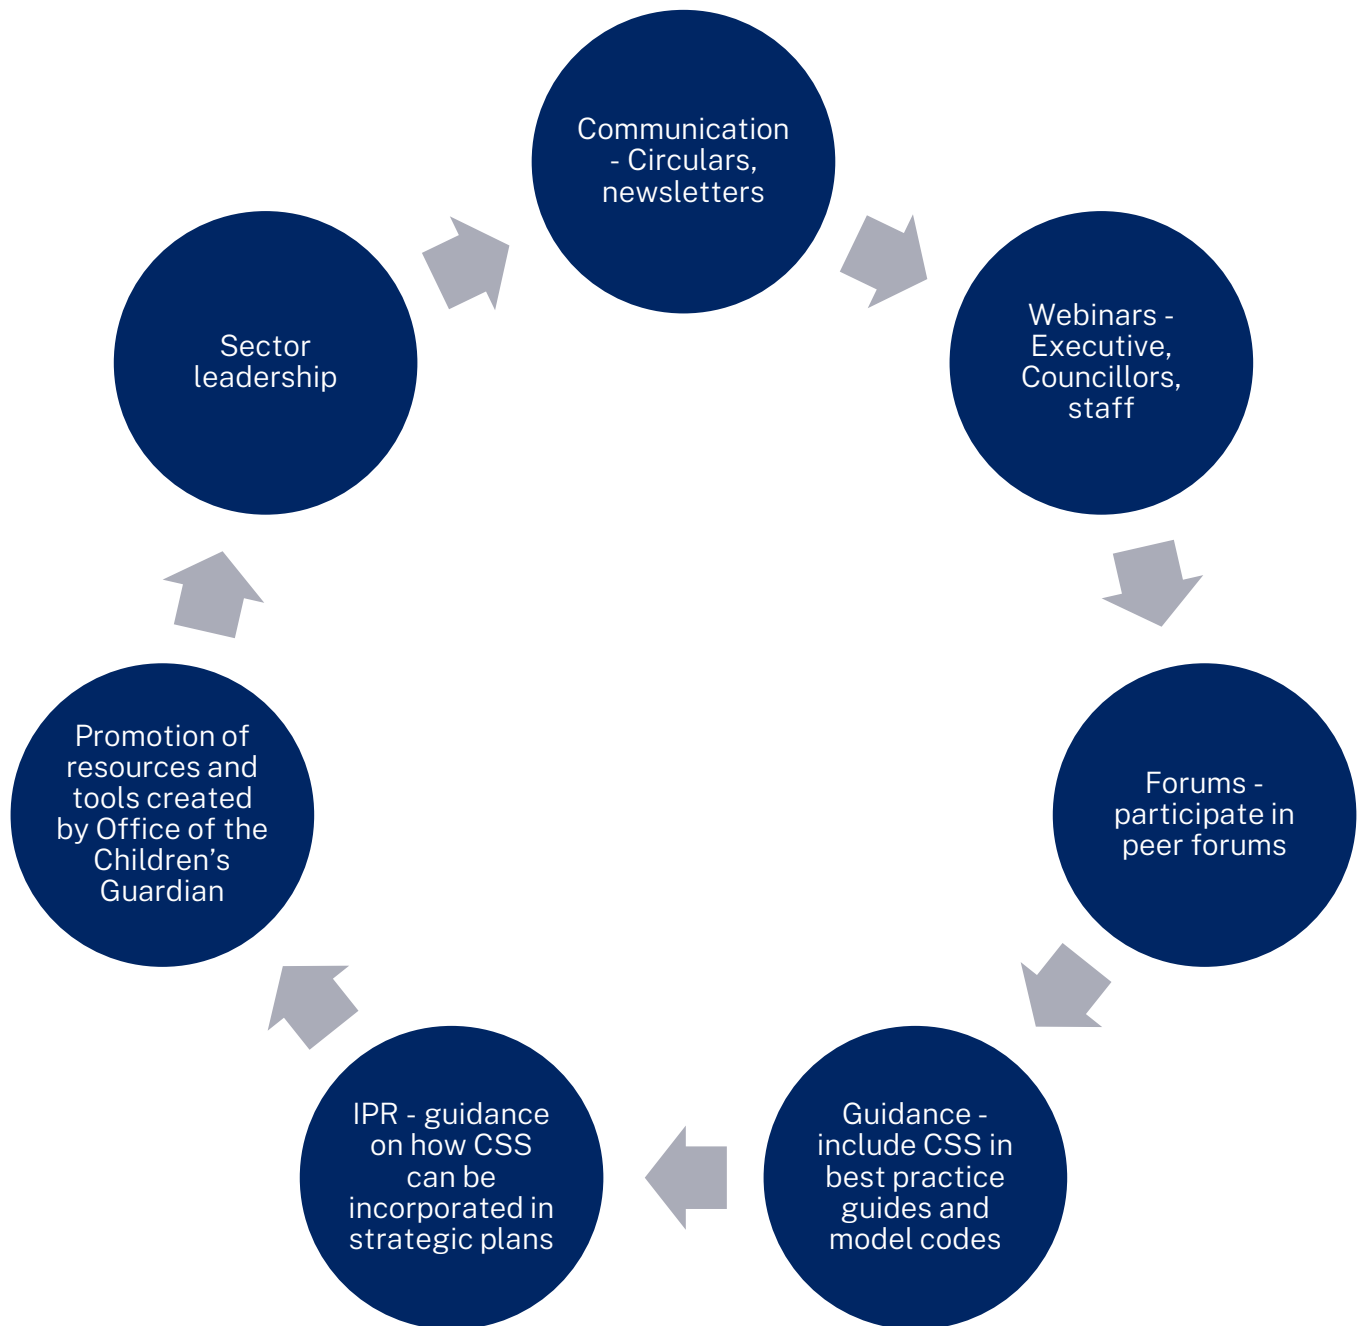 Communication
- Circulars,
newsletters
Webinars -
Executive,
Councillors,
staff
Forums -
participate in
peer forums
Guidance -
include CSS in
best practice
guides and
model codes
IPR - guidance
on how CSS
can be
incorporated in
strategic plans
Promotion of
resources and
tools created
by Office of the
Children’s
Guardian
Sector
leadership